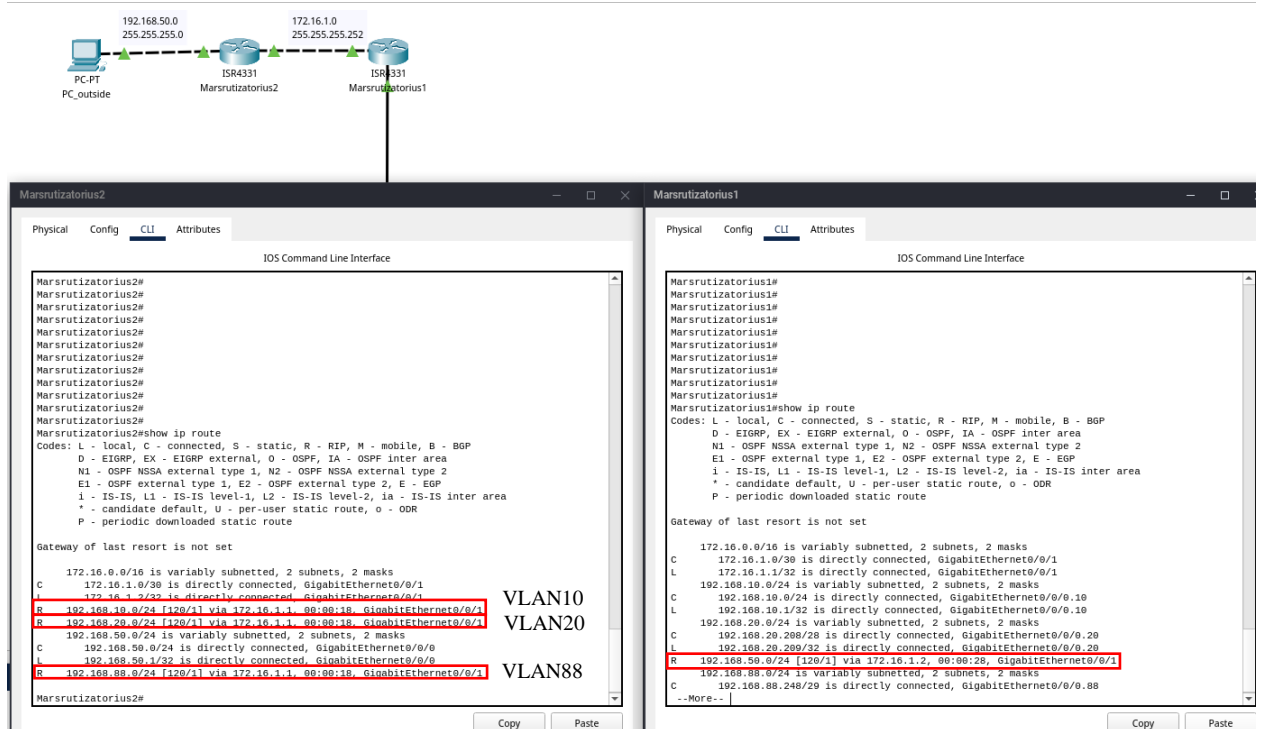 192.168.50.0
255.255.255.0
172.16.1.0
255.255.255.252
PC-PT
PC_outside
ISR4331
Marsrutizatorius2
ISR4331
Marsrutizatorius1
Marsrutizatorius2
Physical Config CLI Attributes
IOS Command Line Interface
Marsrutizatorius2#
Marsrutizatorius2#
Marsrutizatorius2#
Marsrutizatorius2#
Marsrutizatorius2#
Marsrutizatorius2#
Marsrutizatorius2#
Marsrutizatorius2#
Marsrutizatorius2#
Marsrutizatorius2#
Marsrutizatorius2#
Marsrutizatorius2#
Marsrutizatorius2#show ip route
Codes: L - local, C - connected, S - static, R - RIP, M - mobile, B - BGP
D - EIGRP, EX - EIGRP external, O - OSPF, IA - OSPF inter area
N1 - OSPF NSSA external type 1, N2 - OSPF NSSA external type 2
E1 - OSPF external type 1, E2 - OSPF external type 2, E - EGP
i - IS-IS, L1 - IS-IS level-1, L2 - IS-IS level-2, ia - IS-IS inter area
* - candidate default, U - per-user static route, o - ODR
P - periodic downloaded static route
Gateway of last resort is not set
172.16.0.0/16 is variably subnetted, 2 subnets, 2 masks
C 172.16.1.0/30 is directly connected, GigabitEthernet0/0/1
L 172.16.1.2/32 is directly connected, GigabitEthernet0/0/1
R 192.168.10.0/24 [120/1] via 172.16.1.1, 00:00:18, GigabitEthernet0/0/1 VLAN10
R 192.168.20.0/24 [120/1] via 172.16.1.1, 00:00:18, GigabitEthernet0/0/1 VLAN20
192.168.50.0/24 is variably subnetted, 2 subnets, 2 masks
C 192.168.50.0/24 is directly connected, GigabitEthernet0/0/0
L 192.168.50.1/32 is directly connected, GigabitEthernet0/0/0
R 192.168.88.0/24 [120/1] via 172.16.1.1, 00:00:18, GigabitEthernet0/0/1 VLAN88
Marsrutizatorius2#
Copy Paste
Marsrutizatorius1
Physical Config CLI Attributes
IOS Command Line Interface
Marsrutizatorius1#
Marsrutizatorius1#
Marsrutizatorius1#
Marsrutizatorius1#
Marsrutizatorius1#
Marsrutizatorius1#
Marsrutizatorius1#
Marsrutizatorius1#
Marsrutizatorius1#
Marsrutizatorius1#
Marsrutizatorius1#show ip route
Codes: L - local, C - connected, S - static, R - RIP, M - mobile, B - BGP
D - EIGRP, EX - EIGRP external, O - OSPF, IA - OSPF inter area
N1 - OSPF NSSA external type 1, N2 - OSPF NSSA external type 2
E1 - OSPF external type 1, E2 - OSPF external type 2, E - EGP
i - IS-IS, L1 - IS-IS level-1, L2 - IS-IS level-2, ia - IS-IS inter area
* - candidate default, U - per-user static route, o - ODR
P - periodic downloaded static route
Gateway of last resort is not set
172.16.0.0/16 is variably subnetted, 2 subnets, 2 masks
C 172.16.1.0/30 is directly connected, GigabitEthernet0/0/1
L 172.16.1.1/32 is directly connected, GigabitEthernet0/0/1
192.168.10.0/24 is variably subnetted, 2 subnets, 2 masks
C 192.168.10.0/24 is directly connected, GigabitEthernet0/0/0.10
L 192.168.10.1/32 is directly connected, GigabitEthernet0/0/0.10
192.168.20.0/24 is variably subnetted, 2 subnets, 2 masks
C 192.168.20.208/28 is directly connected, GigabitEthernet0/0/0.20
L 192.168.20.209/32 is directly connected, GigabitEthernet0/0/0.20
R 192.168.50.0/24 [120/1] via 172.16.1.2, 00:00:28, GigabitEthernet0/0/1
192.168.88.0/24 is variably subnetted, 2 subnets, 2 masks
C 192.168.88.248/29 is directly connected, GigabitEthernet0/0/0.88
--More--
Copy Paste